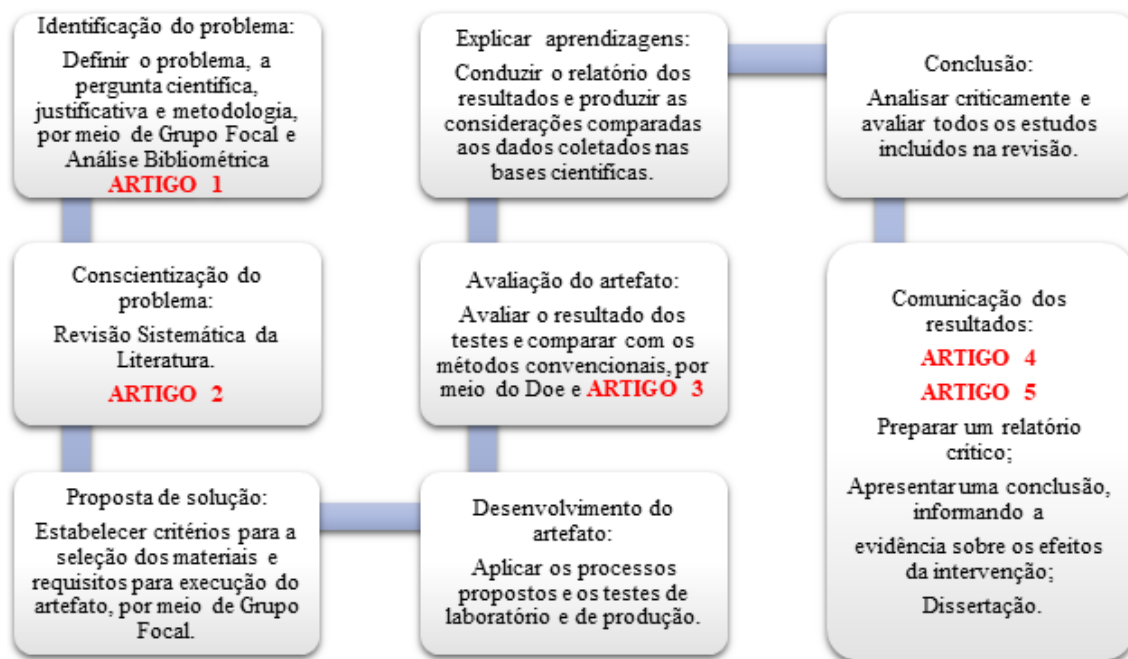 Identificação do problema:
Definir o problema, a
pergunta científica,
justificativa e metodologia,
por meio de Grupo Focal e
Análise Bibliométrica
ARTIGO 1
Conscientização do
problema:
Revisão Sistemática da
Literatura.
ARTIGO 2
Proposta de solução:
Estabelecer critérios para a
seleção dos materiais e
requisitos para execução do
artefato, por meio de Grupo
Focal.
Desenvolvimento do
artefato:
Aplicar os processos
propostos e os testes de
laboratório e de produção.
Avaliação do artefato:
Avaliar o resultado dos
testes e comparar com os
métodos convencionais, por
meio do Doe e ARTIGO 3
Explicar aprendizagens:
Conduzir o relatório dos
resultados e produzir as
considerações comparadas
aos dados coletados nas
bases científicas.
Conclusão:
Analisar criticamente e
avaliar todos os estudos
incluídos na revisão.
Comunicação dos
resultados:
ARTIGO 4
ARTIGO 5
Preparar um relatório
crítico;
Apresentar uma conclusão,
informando a
evidência sobre os efeitos
da intervenção;
Dissertação.